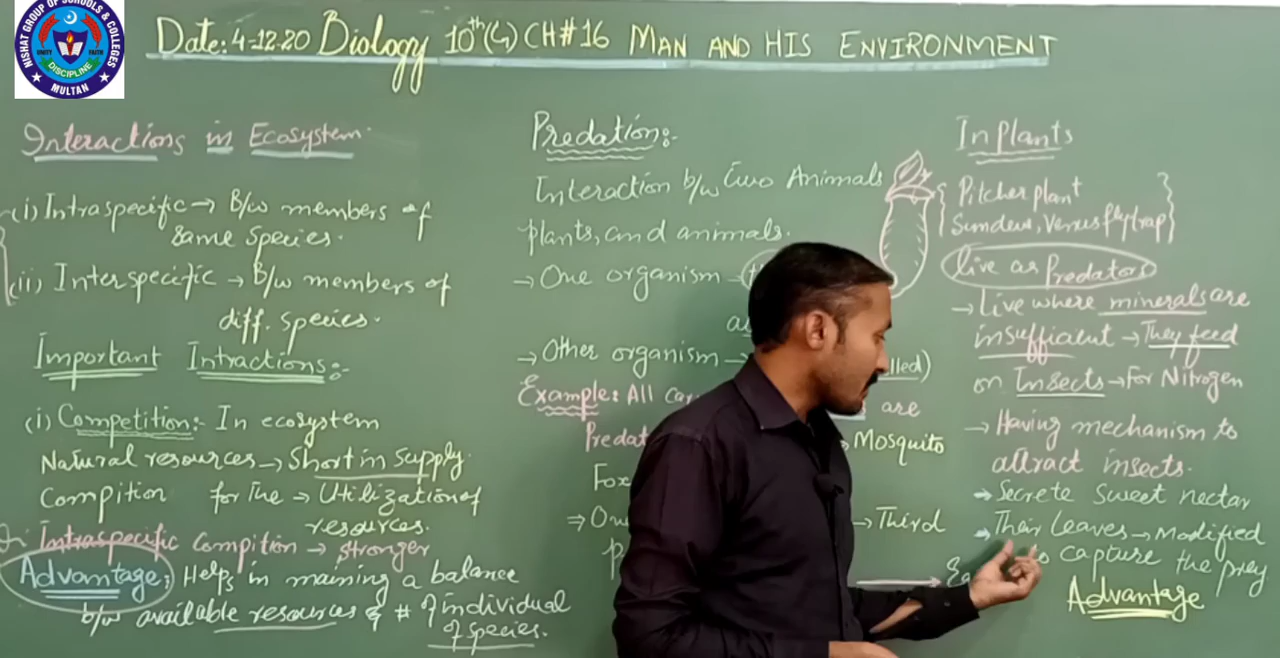 NISHAT GROUP OF SCHOOLS & COLLEGES
UNITY FAITH
DISCIPLINE
MULTAN
Date: 4-12-20 Biology 10th(G) CH#16 MAN AND HIS ENVIRONMENT
Interactions in Ecosystem.
(i) Intraspecific → B/w members of
same species.
(ii) Interspecific → B/w members of
diff. species.
Important Intractions:-
(i) Competition:- In ecosystem
Natural resources → Short in supply.
Compition for the → Utilization of
resources.
In Intraspecific Compition → stronger
Advantage: Helps in maining a balance
b/w available resources & # of individual
of species.
Predation:-
Interaction b/w two Animals
plants, and animals.
→ One organism →
→ Other organism → lled)
Example: All car are
Predat → Mosquito
Fox
⇒ On → Third
p
→ Ea
In Plants
Pitcher plant
Sundew, Venus flytrap
live as Predators
→ Live where minerals are
insufficient → They feed
on Insects → For Nitrogen
→ Having mechanism to
attract insects.
→ Secrete sweet nectar
→ Their leaves → Modified
to capture the prey
Advantage